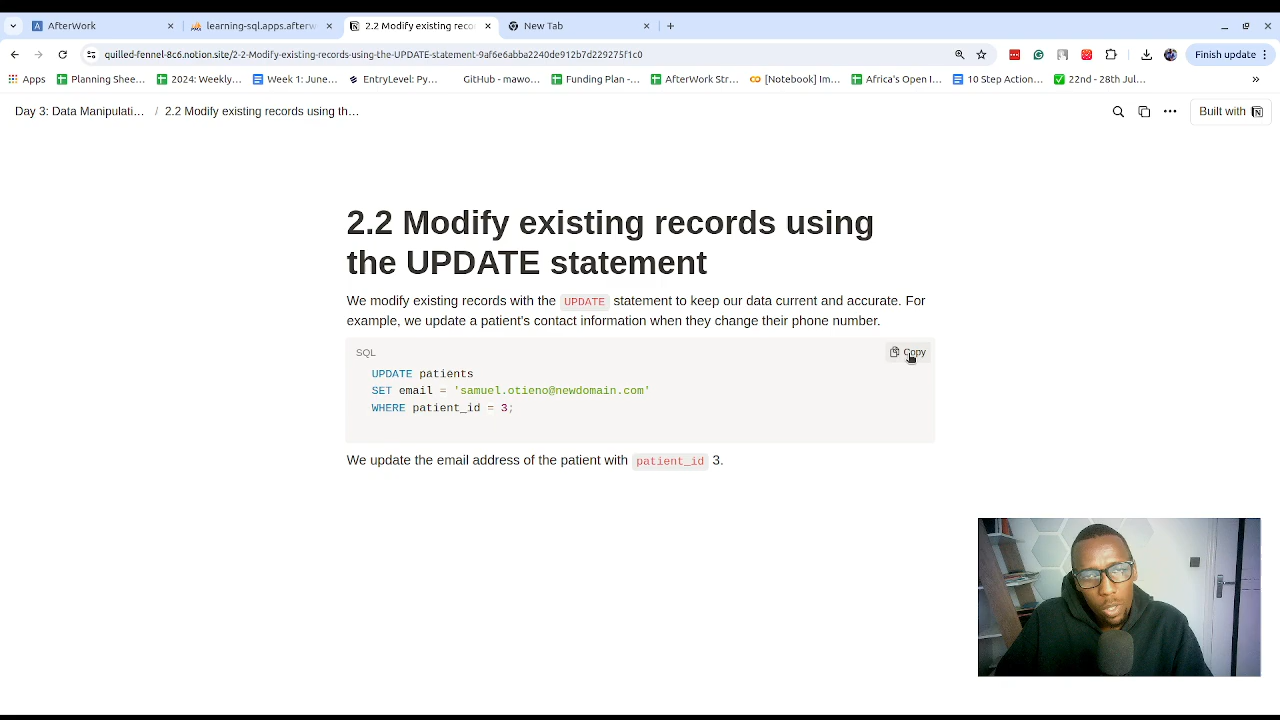 AfterWork
learning-sql.apps.afterw
2.2 Modify existing recor
New Tab
quilled-fennel-8c6.notion.site/2-2-Modify-existing-records-using-the-UPDATE-statement-9af6e6abba2240de912b7d229275f1c0
Finish update
Apps
Planning Shee...
2024: Weekly,...
Week 1: June...
EntryLevel: Py...
GitHub - mawo...
Funding Plan -...
AfterWork Str...
[Notebook] Im...
Africa's Open I...
10 Step Action...
22nd - 28th Jul...
Day 3: Data Manipulati... / 2.2 Modify existing records using th...
Built with
2.2 Modify existing records using
the UPDATE statement
We modify existing records with the UPDATE statement to keep our data current and accurate. For
example, we update a patient's contact information when they change their phone number.
SQL
Copy
UPDATE patients
SET email = 'samuel.otieno@newdomain.com'
WHERE patient_id = 3;
We update the email address of the patient with patient_id 3.